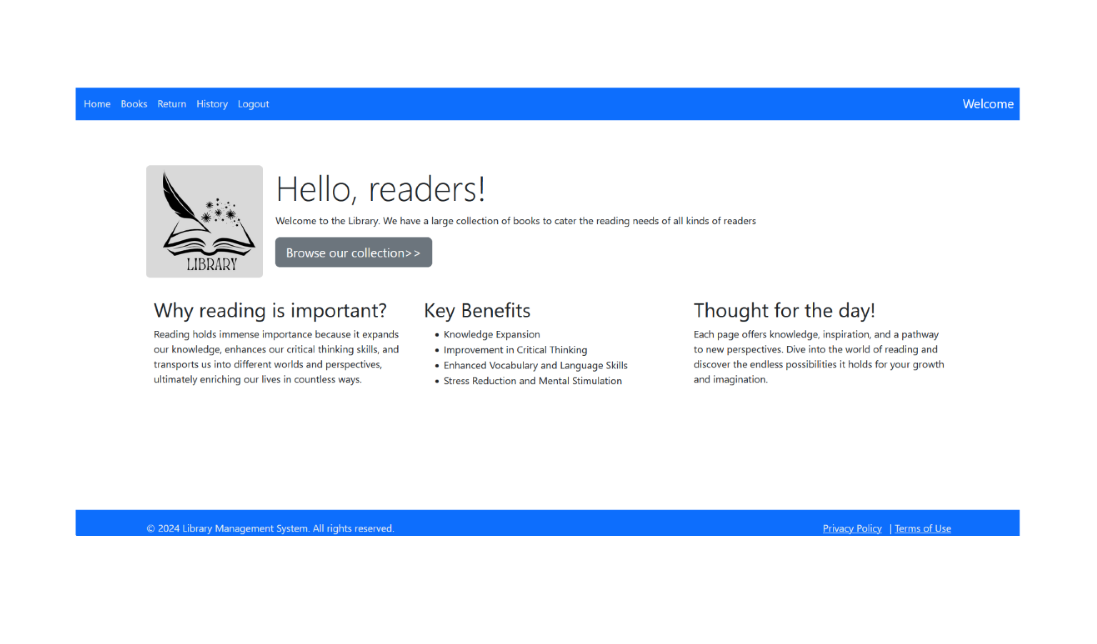 Home Books Return History Logout Welcome
LIBRARY
Hello, readers!
Welcome to the Library. We have a large collection of books to cater the reading needs of all kinds of readers
Browse our collection>>
Why reading is important?
Reading holds immense importance because it expands
our knowledge, enhances our critical thinking skills, and
transports us into different worlds and perspectives,
ultimately enriching our lives in countless ways.
Key Benefits
• Knowledge Expansion
• Improvement in Critical Thinking
• Enhanced Vocabulary and Language Skills
• Stress Reduction and Mental Stimulation
Thought for the day!
Each page offers knowledge, inspiration, and a pathway
to new perspectives. Dive into the world of reading and
discover the endless possibilities it holds for your growth
and imagination.
© 2024 Library Management System. All rights reserved. Privacy Policy | Terms of Use